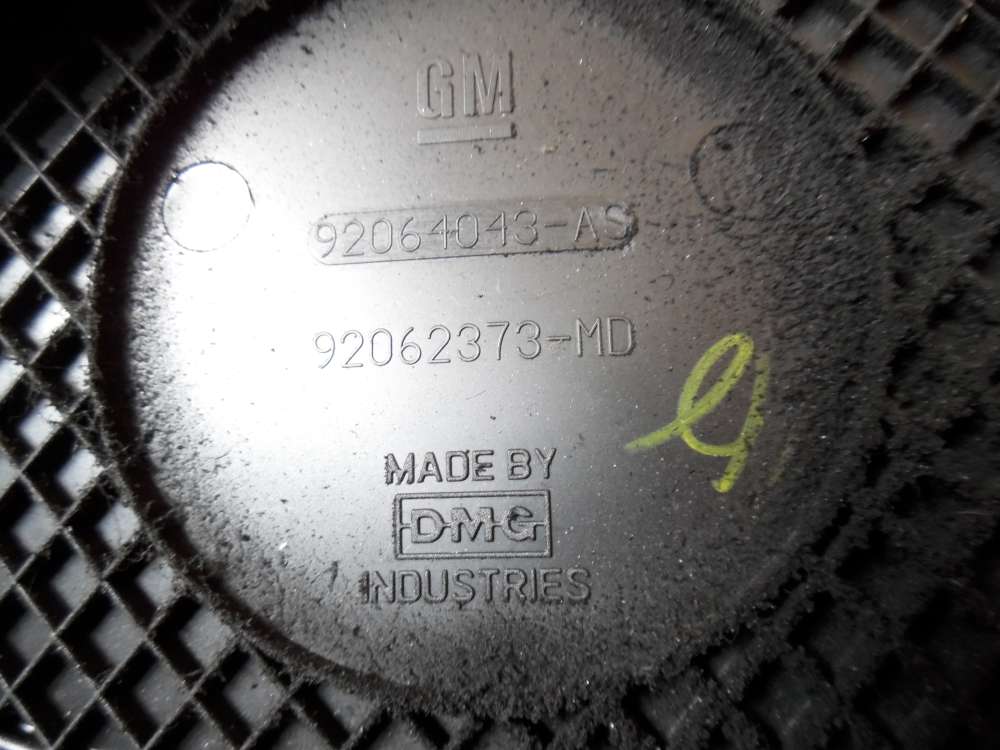 GM
92064043-AS
92062373-MD
MADE BY
DMG
INDUSTRIES